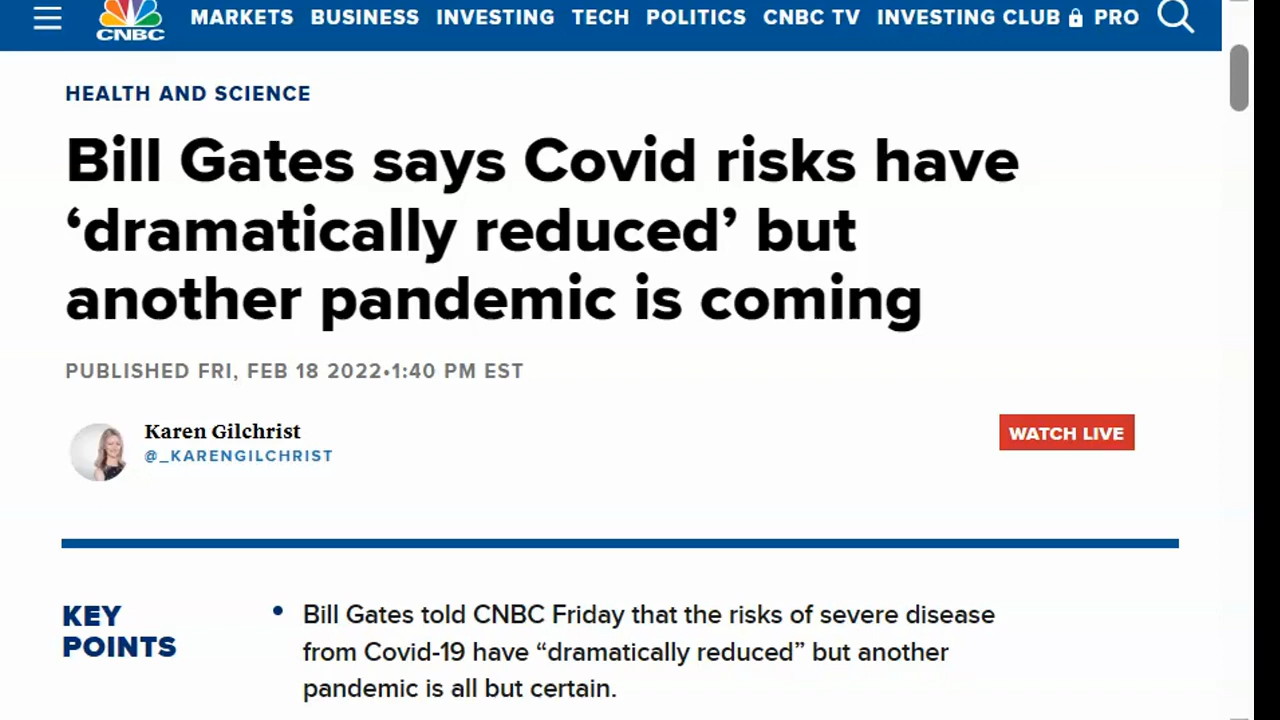 MARKETS BUSINESS INVESTING TECH POLITICS CNBC TV INVESTING CLUB PRO
CNBC
HEALTH AND SCIENCE
Bill Gates says Covid risks have
‘dramatically reduced’ but
another pandemic is coming
PUBLISHED FRI, FEB 18 2022•1:40 PM EST
Karen Gilchrist
@_KARENGILCHRIST
WATCH LIVE
KEY
POINTS
• Bill Gates told CNBC Friday that the risks of severe disease
from Covid-19 have “dramatically reduced” but another
pandemic is all but certain.